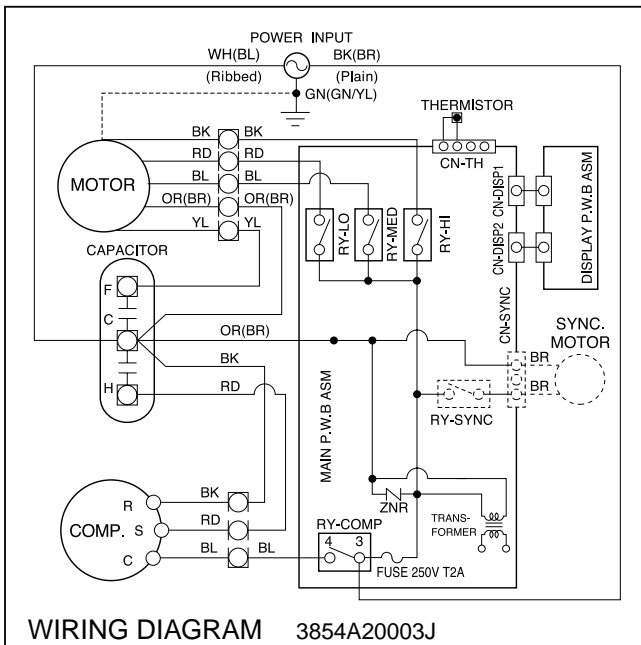 POWER INPUT
WH(BL)
BK(BR)
(Ribbed)
(Plain)
GN(GN/YL)
THERMISTOR
BK
BK
RD
RD
CN-TH
MOTOR
BL
BL
OR(BR)
OR(BR)
YL
YL
CN-DISP1
CN-DISP2
DISPLAY P.W.B ASM
RY-LO
RY-MED
RY-HI
CAPACITOR
F
C
H
OR(BR)
BK
RD
CN-SYNC
SYNC.
MOTOR
BR
BR
RY-SYNC
MAIN P.W.B ASM
ZNR
TRANS-
FORMER
COMP.
R
S
C
BK
RD
BL
BL
RY-COMP
4
3
FUSE 250V T2A
WIRING DIAGRAM 3854A20003J